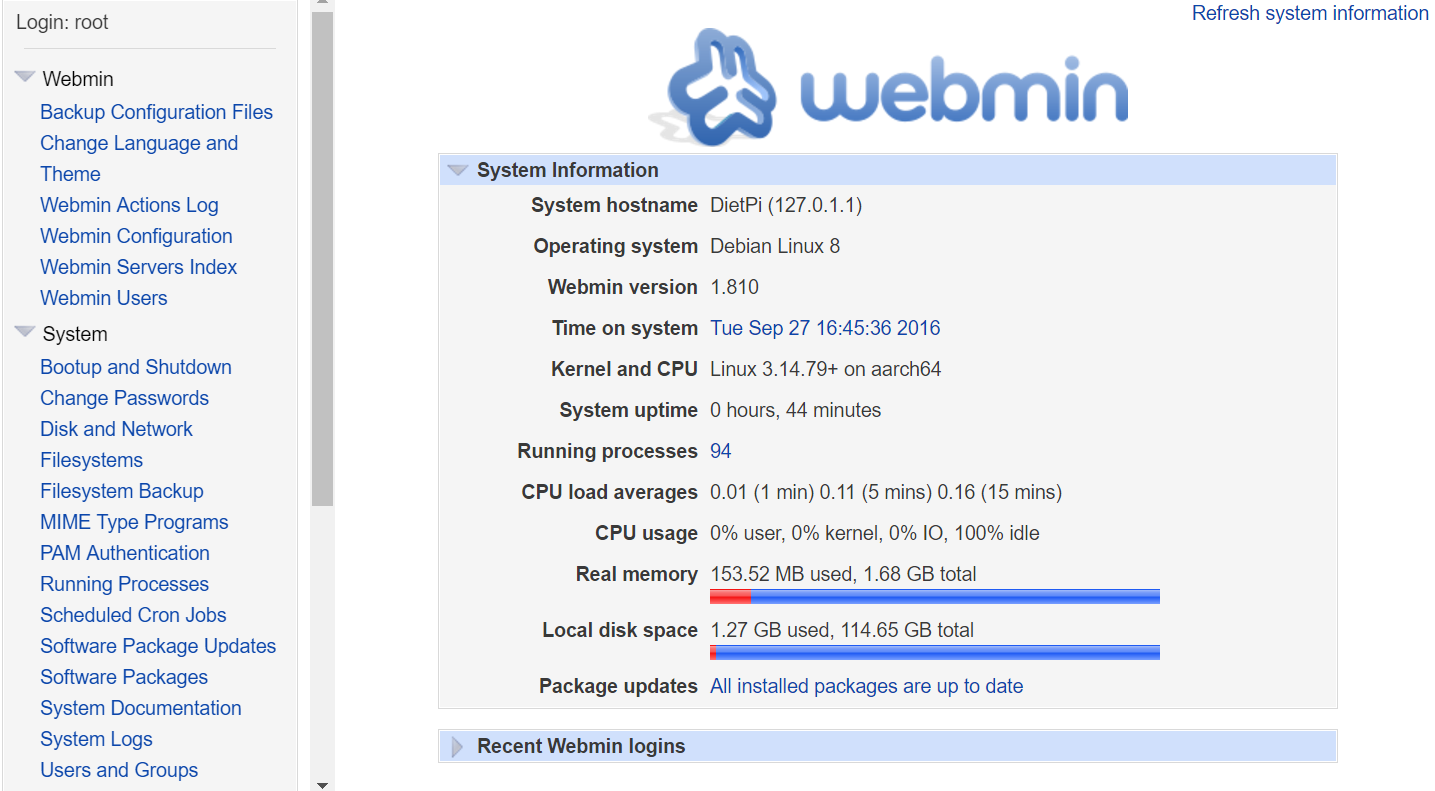 Login: root
Webmin
Backup Configuration Files
Change Language and
Theme
Webmin Actions Log
Webmin Configuration
Webmin Servers Index
Webmin Users
System
Bootup and Shutdown
Change Passwords
Disk and Network
Filesystems
Filesystem Backup
MIME Type Programs
PAM Authentication
Running Processes
Scheduled Cron Jobs
Software Package Updates
Software Packages
System Documentation
System Logs
Users and Groups
Refresh system information
webmin
System Information
System hostname DietPi (127.0.1.1)
Operating system Debian Linux 8
Webmin version 1.810
Time on system Tue Sep 27 16:45:36 2016
Kernel and CPU Linux 3.14.79+ on aarch64
System uptime 0 hours, 44 minutes
Running processes 94
CPU load averages 0.01 (1 min) 0.11 (5 mins) 0.16 (15 mins)
CPU usage 0% user, 0% kernel, 0% IO, 100% idle
Real memory 153.52 MB used, 1.68 GB total
Local disk space 1.27 GB used, 114.65 GB total
Package updates All installed packages are up to date
Recent Webmin logins